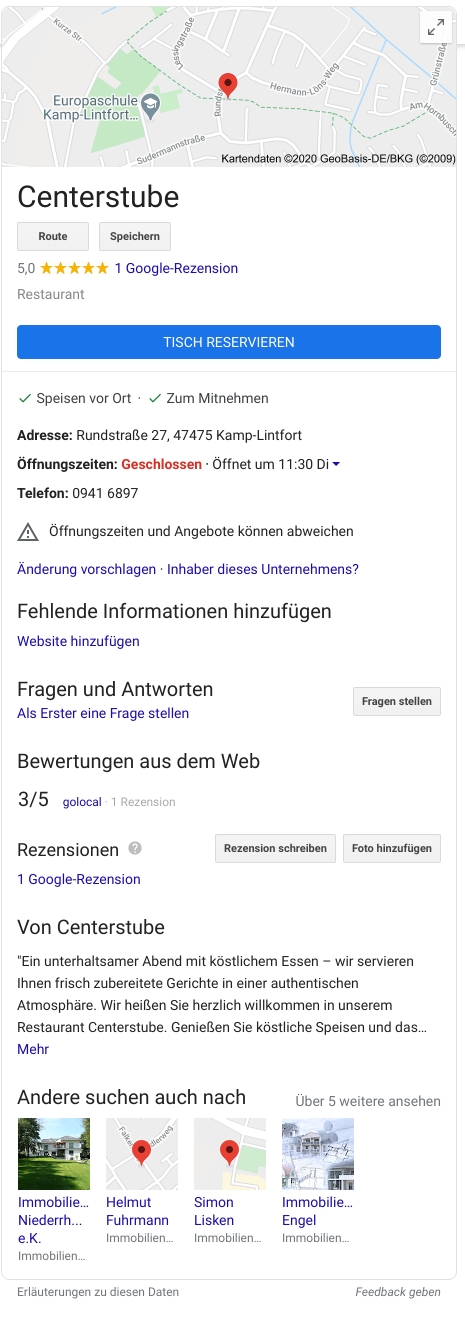 Kurze Str.
Lessingstraße
Grünstraße
Hermann-Löns-Weg
Europaschule
Kamp-Lintfort...
Am Hornbusch
Sudermannstraße
Kartendaten ©2020 GeoBasis-DE/BKG (©2009)
Centerstube
Route Speichern
5,0 ★★★★★ 1 Google-Rezension
Restaurant
TISCH RESERVIEREN
Speisen vor Ort · Zum Mitnehmen
Adresse: Rundstraße 27, 47475 Kamp-Lintfort
Öffnungszeiten: Geschlossen · Öffnet um 11:30 Di
Telefon: 0941 6897
Öffnungszeiten und Angebote können abweichen
Änderung vorschlagen · Inhaber dieses Unternehmens?
Fehlende Informationen hinzufügen
Website hinzufügen
Fragen und Antworten
Fragen stellen
Als Erster eine Frage stellen
Bewertungen aus dem Web
3/5 golocal · 1 Rezension
Rezensionen ? Rezension schreiben Foto hinzufügen
1 Google-Rezension
Von Centerstube
"Ein unterhaltsamer Abend mit köstlichem Essen – wir servieren
Ihnen frisch zubereitete Gerichte in einer authentischen
Atmosphäre. Wir heißen Sie herzlich willkommen in unserem
Restaurant Centerstube. Genießen Sie köstliche Speisen und das...
Mehr
Andere suchen auch nach Über 5 weitere ansehen
Immobilie...
Niederrh...
e.K.
Immobilien...
Helmut
Fuhrmann
Immobilien...
Simon
Lisken
Immobilien...
Immobilie...
Engel
Immobilien...
Erläuterungen zu diesen Daten Feedback geben